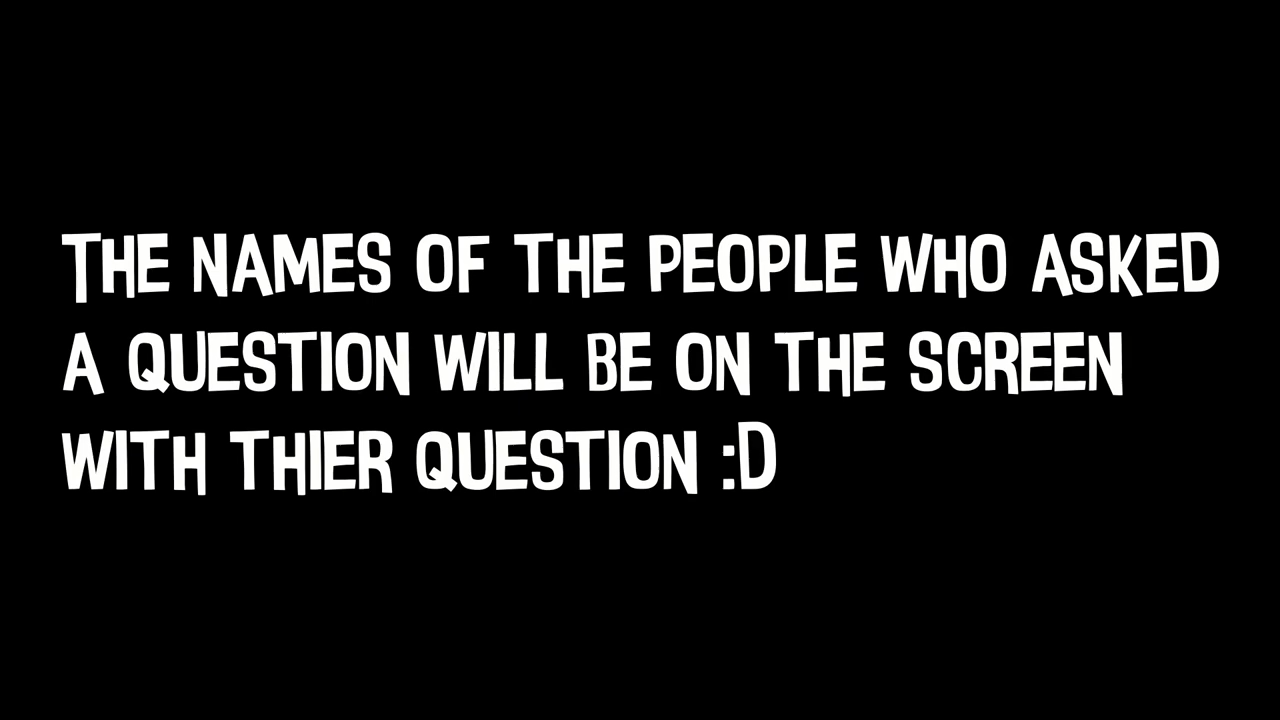 THE NAMES OF THE PEOPLE WHO ASKED
A QUESTION WILL BE ON THE SCREEN
WITH THIER QUESTION :D